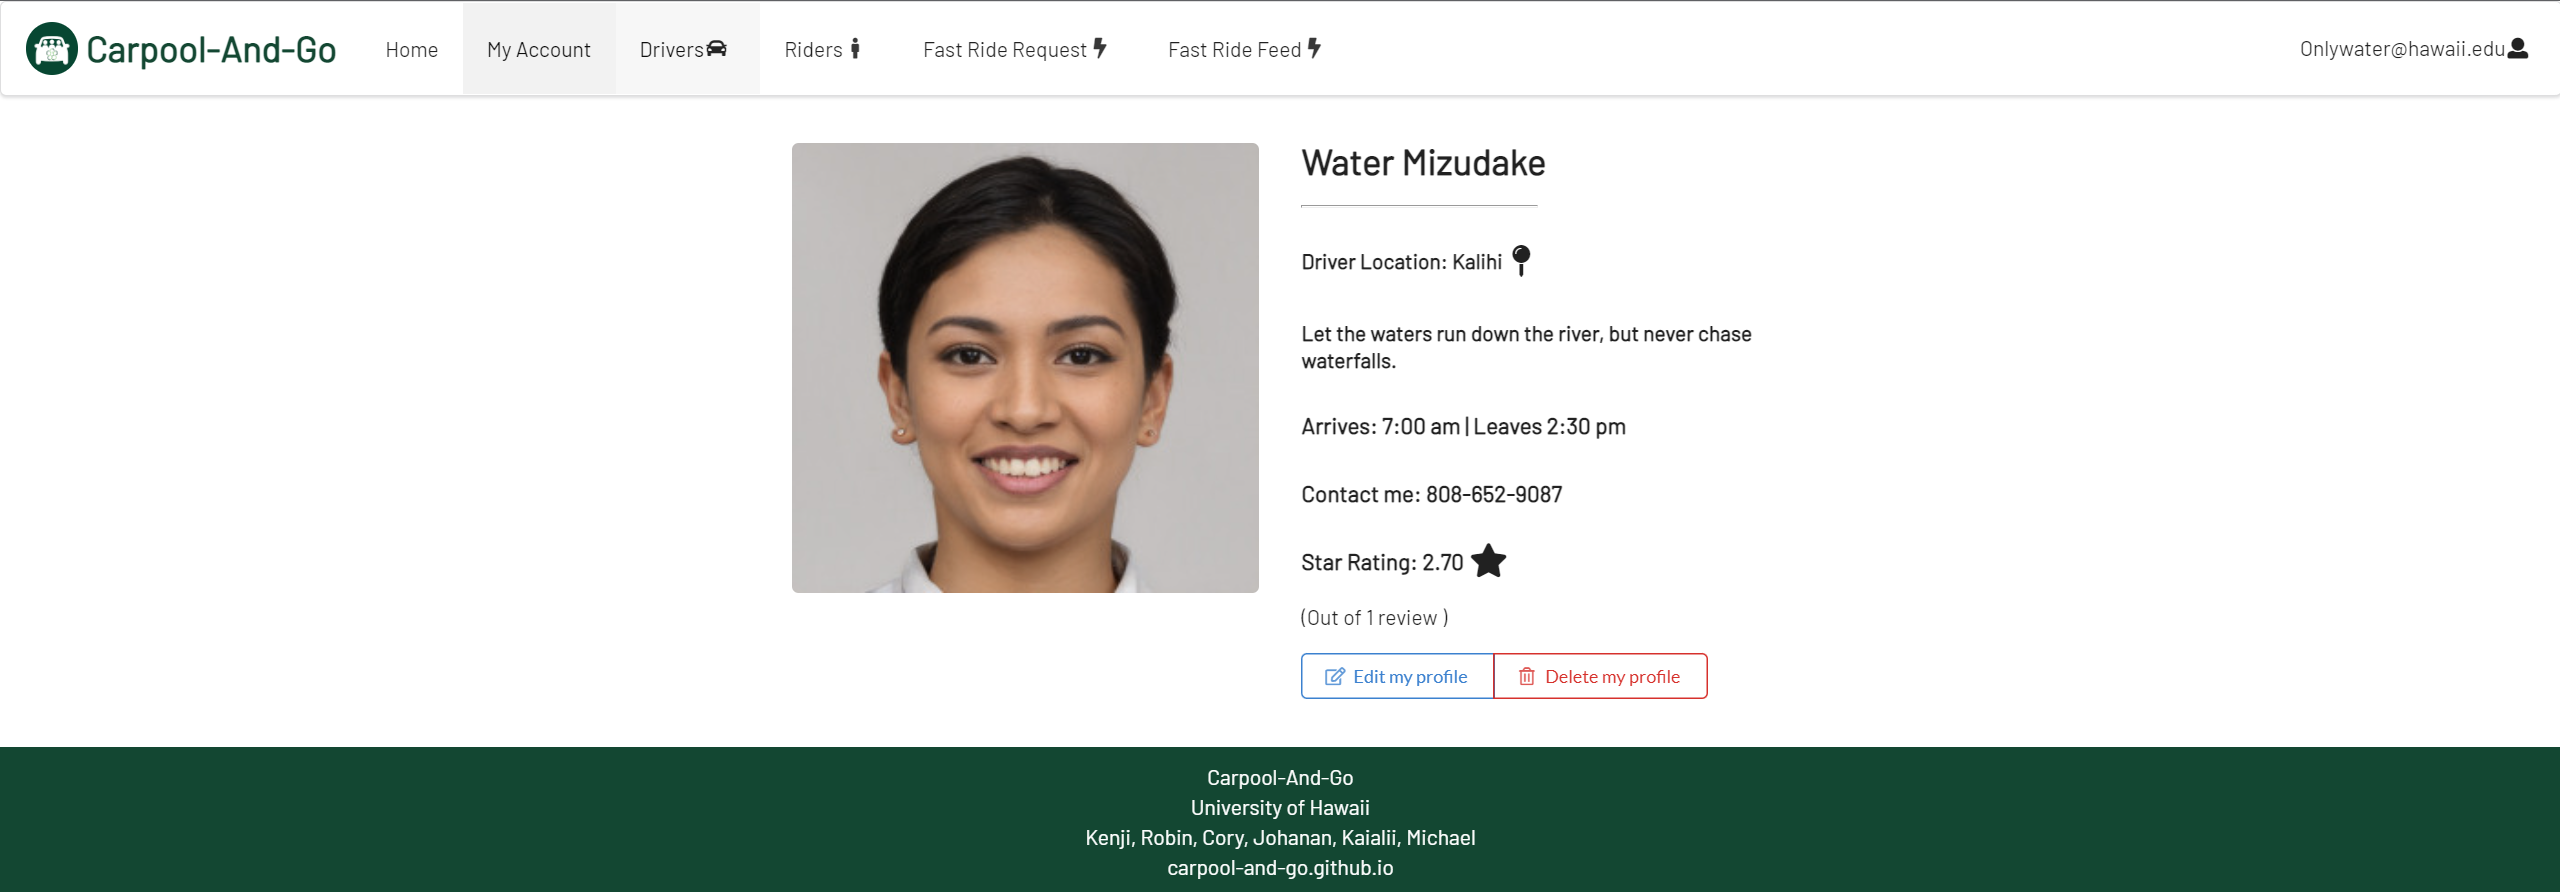 Carpool-And-Go
Home
My Account
Drivers
Riders
Fast Ride Request
Fast Ride Feed
Onlywater@hawaii.edu
Water Mizudake
Driver Location: Kalihi
Let the waters run down the river, but never chase
waterfalls.
Arrives: 7:00 am | Leaves 2:30 pm
Contact me: 808-652-9087
Star Rating: 2.70
(Out of 1 review )
Edit my profile
Delete my profile
Carpool-And-Go
University of Hawaii
Kenji, Robin, Cory, Johanan, Kaialii, Michael
carpool-and-go.github.io